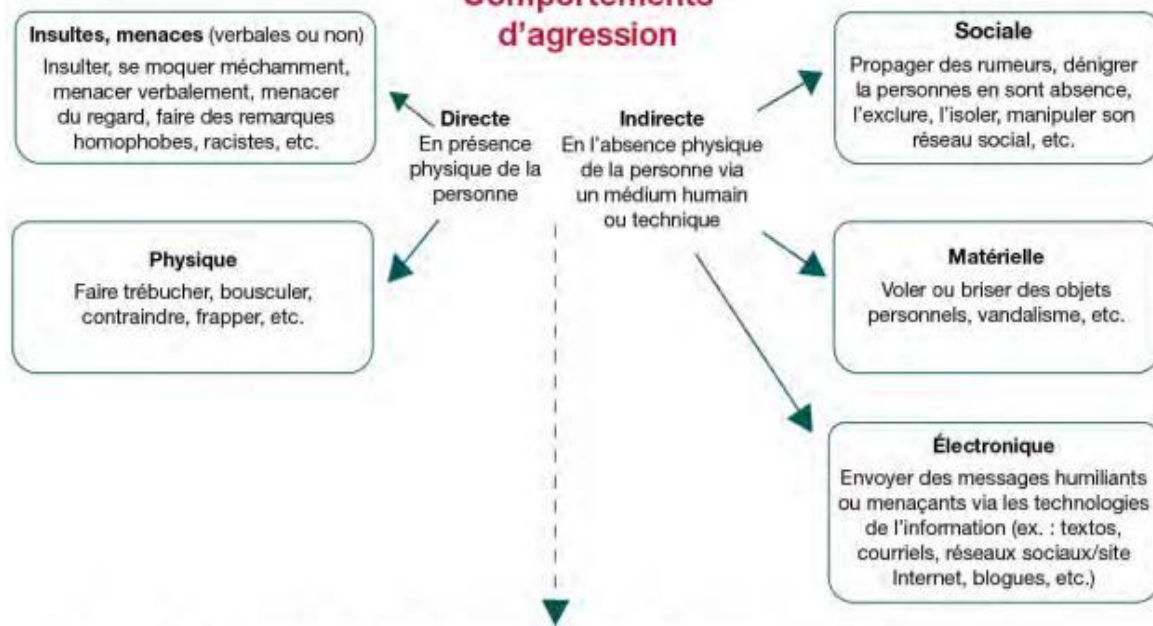 Comportements
d'agression
Insultes, menaces (verbales ou non)
Insulter, se moquer méchamment,
menacer verbalement, menacer
du regard, faire des remarques
homophobes, racistes, etc.
Directe
En présence
physique de la
personne
Physique
Faire trébucher, bousculer,
contraindre, frapper, etc.
Indirecte
En l'absence physique
de la personne via
un médium humain
ou technique
Sociale
Propager des rumeurs, dénigrer
la personnes en sont absence,
l'exclure, l'isoler, manipuler son
réseau social, etc.
Matérielle
Voler ou briser des objets
personnels, vandalisme, etc.
Électronique
Envoyer des messages humiliants
ou menaçants via les technologies
de l'information (ex. : textos,
courriels, réseaux sociaux/site
Internet, blogues, etc.)